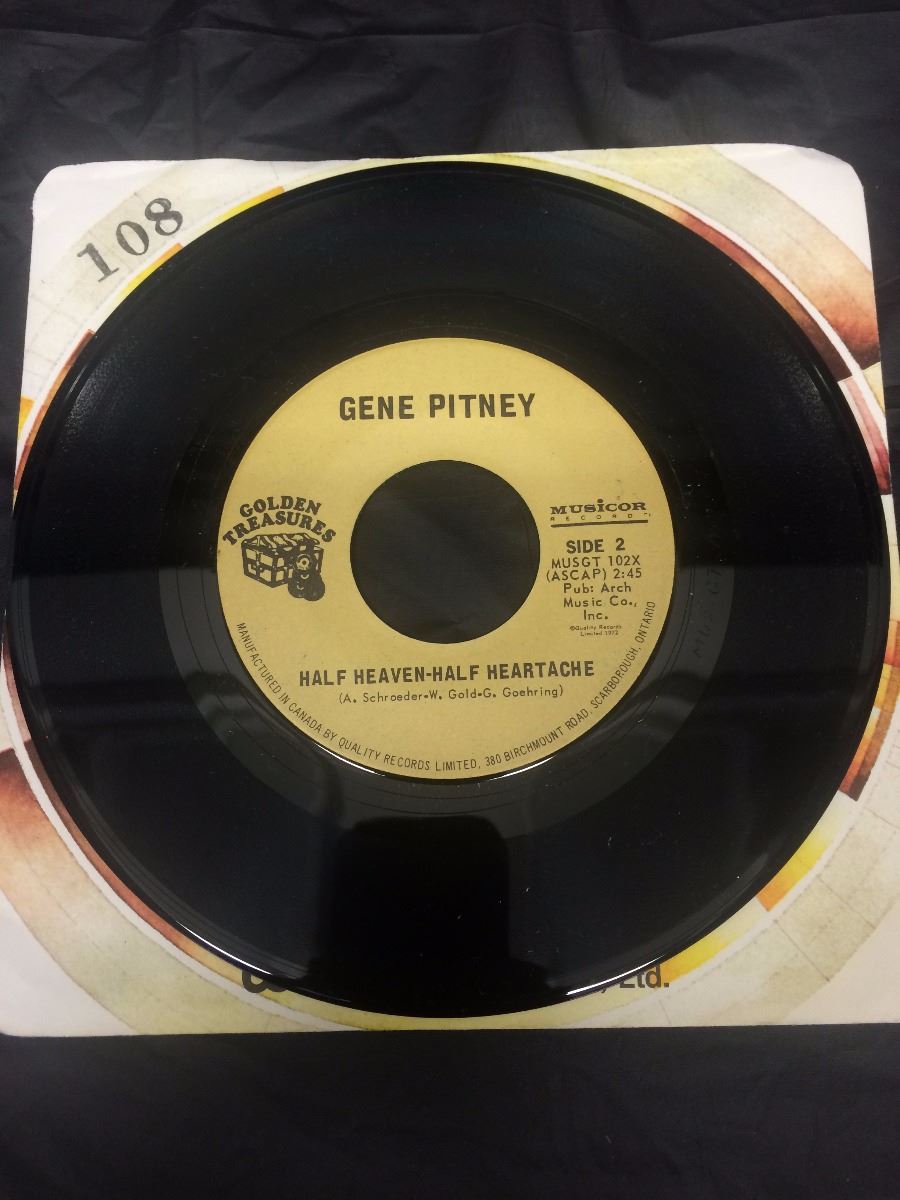 108
GENE PITNEY
GOLDEN
TREASURES
MUSICOR
RECORDS
SIDE 2
MUSGT 102X
(ASCAP) 2:45
Pub: Arch
Music Co.,
Inc.
©Quality Records
Limited 1972
HALF HEAVEN-HALF HEARTACHE
(A. Schroeder-W. Gold-G. Goehring)
MANUFACTURED IN CANADA BY QUALITY RECORDS LIMITED, 380 BIRCHMOUNT ROAD, SCARBOROUGH, ONTARIO
Ltd.